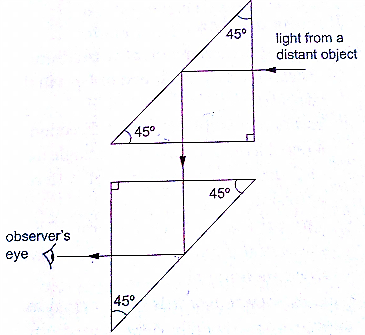 45°
light from a
distant object
45°
45°
observer's
eye
45°